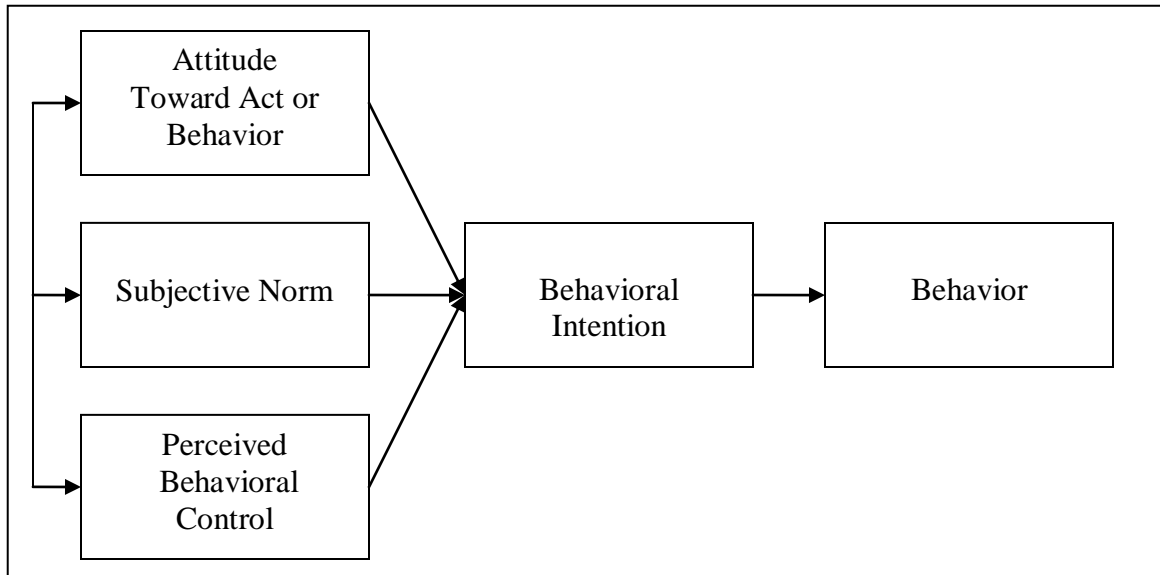 Attitude
Toward Act or
Behavior
Subjective Norm
Perceived
Behavioral
Control
Behavioral
Intention
Behavior